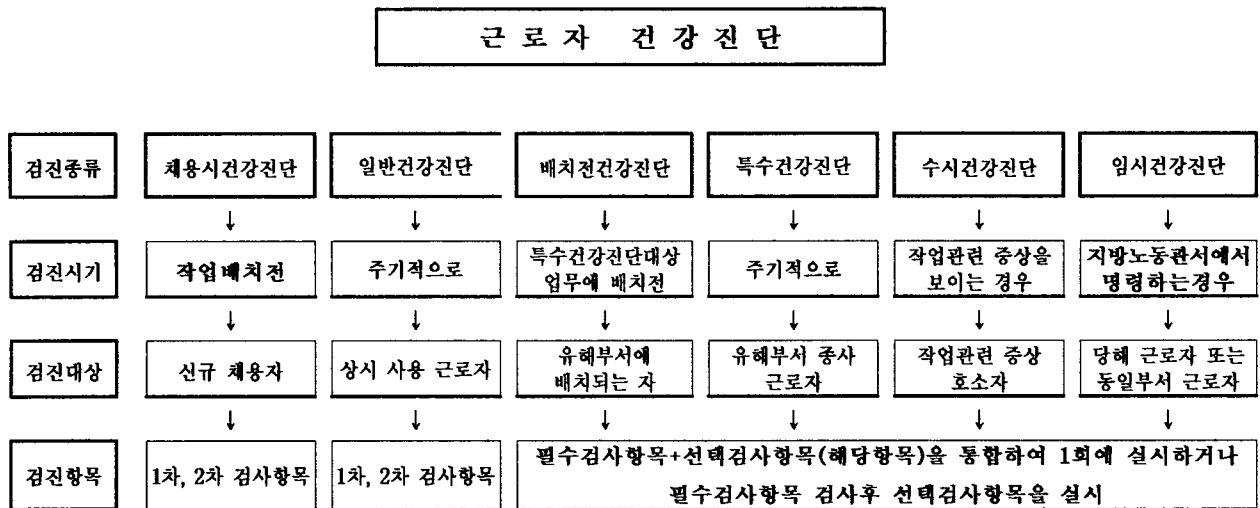 근 로 자 건 강 진 단
검진종류
채용시건강진단
일반건강진단
배치전건강진단
특수건강진단
수시건강진단
임시건강진단
↓ ↓ ↓ ↓ ↓ ↓
검진시기
작업배치전
주기적으로
특수건강진단대상
업무에 배치전
주기적으로
작업관련 증상을
보이는 경우
지방노동관서에서
명령하는경우
↓ ↓ ↓ ↓ ↓ ↓
검진대상
신규 채용자
상시 사용 근로자
유해부서에
배치되는 자
유해부서 종사
근로자
작업관련 증상
호소자
당해 근로자 또는
동일부서 근로자
↓ ↓ ↓ ↓ ↓ ↓
검진항목
1차, 2차 검사항목
1차, 2차 검사항목
필수검사항목+선택검사항목(해당항목)을 통합하여 1회에 실시하거나
필수검사항목 검사후 선택검사항목을 실시